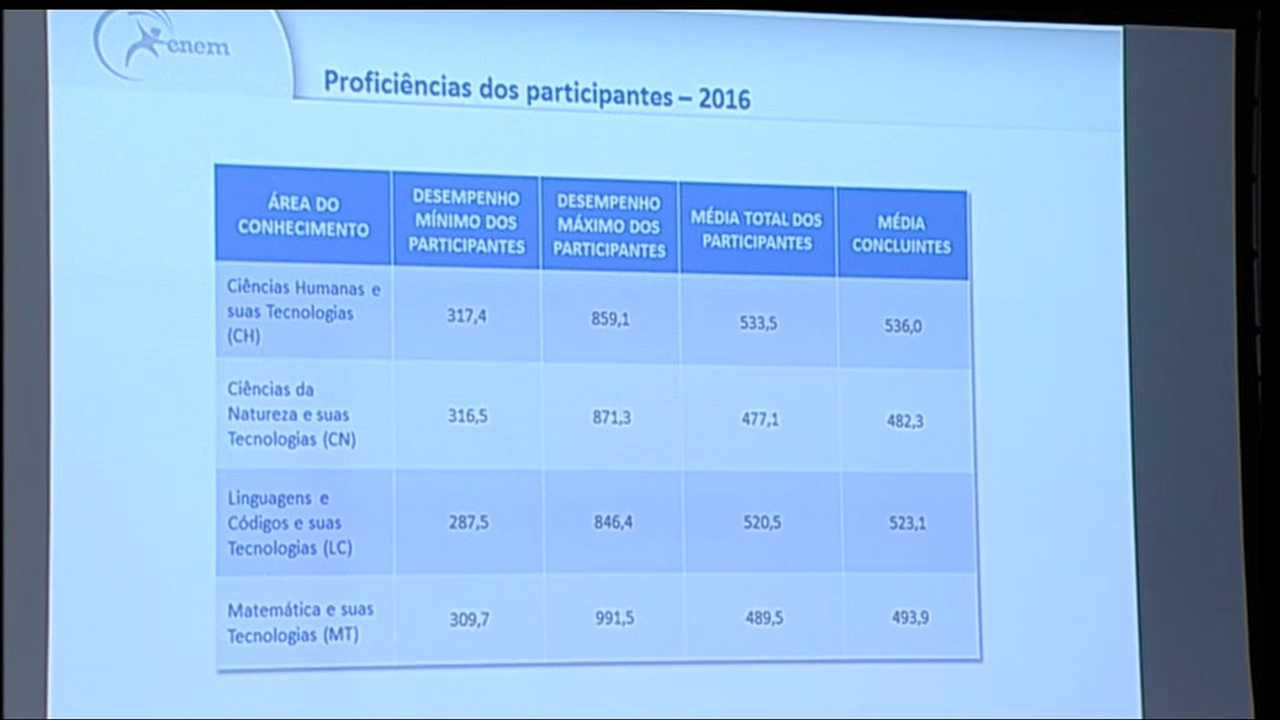 enem
Proficiências dos participantes – 2016
ÁREA DO
CONHECIMENTO
DESEMPENHO
MÍNIMO DOS
PARTICIPANTES
DESEMPENHO
MÁXIMO DOS
PARTICIPANTES
MÉDIA TOTAL DOS
PARTICIPANTES
MÉDIA
CONCLUINTES
Ciências Humanas e
suas Tecnologias
(CH)
317,4
859,1
533,5
536,0
Ciências da
Natureza e suas
Tecnologias (CN)
316,5
871,3
477,1
482,3
Linguagens e
Códigos e suas
Tecnologias (LC)
287,5
846,4
520,5
523,1
Matemática e suas
Tecnologias (MT)
309,7
991,5
489,5
493,9